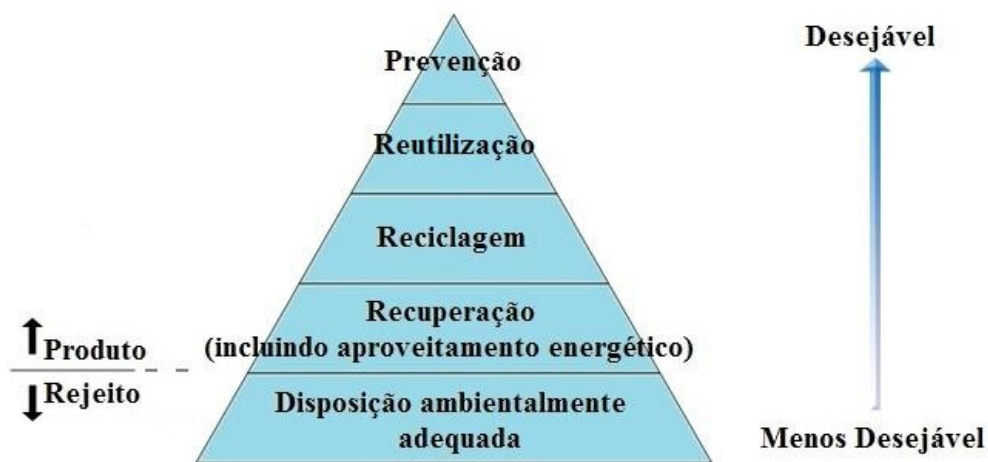 Prevenção
Reutilização
Reciclagem
Recuperação
(incluindo aproveitamento energético)
Disposição ambientalmente
adequada
Produto
Rejeito
Desejável
Menos Desejável